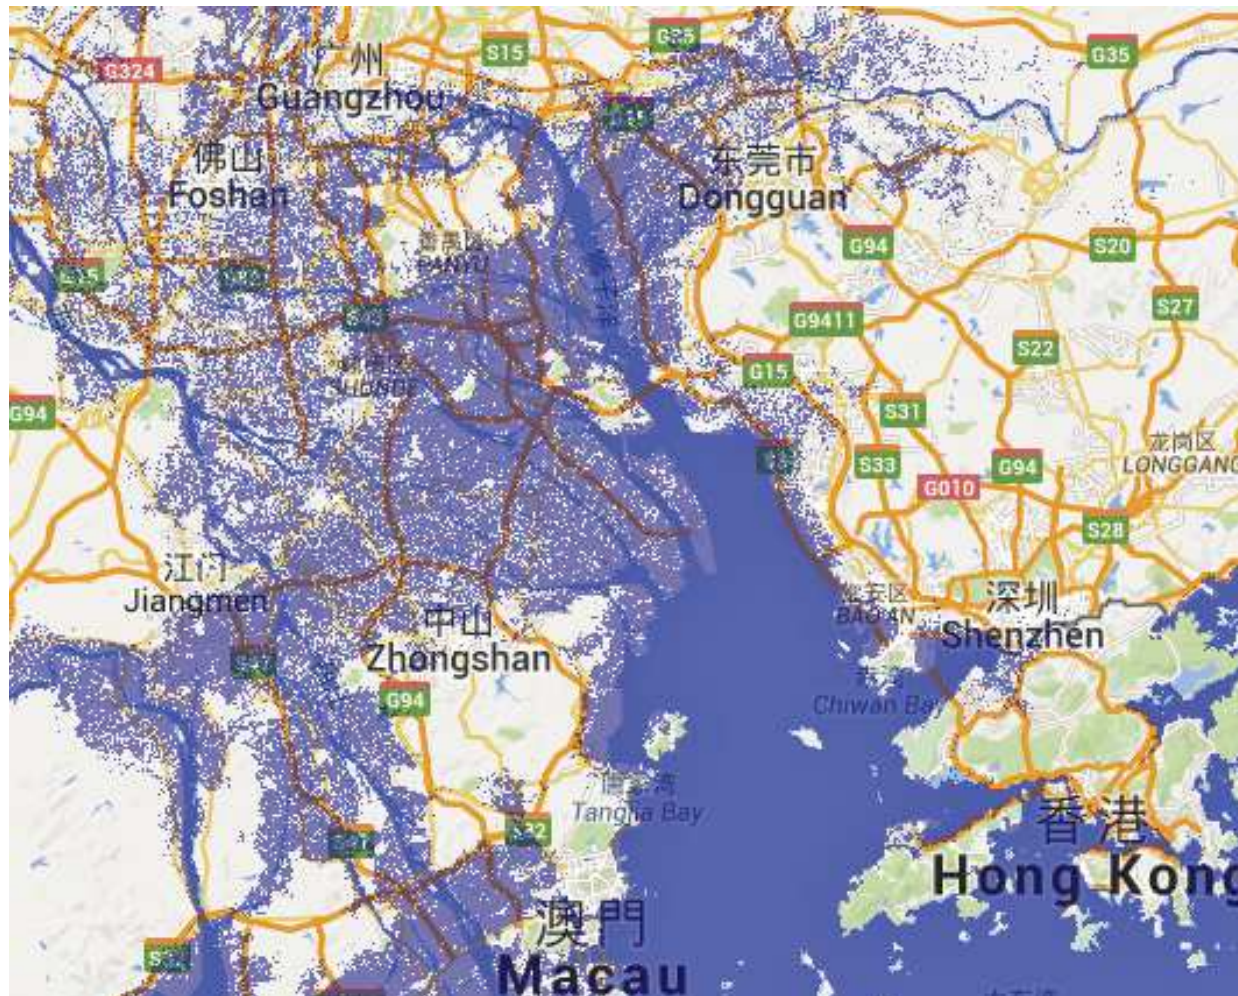 G324
S15
G35
广州
Guangzhou
佛山
Foshan
东莞市
Dongguan
G94
S20
PANYU
S27
G9411
S22
G15
G94
S31
龙岗区
LONGGANG
S33
G94
G010
S28
江门
Jiangmen
中山
Zhongshan
宝安区
BAO'AN
深圳
Shenzhen
G94
Chiwan Bay
Tangjia Bay
S32
香港
Hong Kong
澳門
Macau